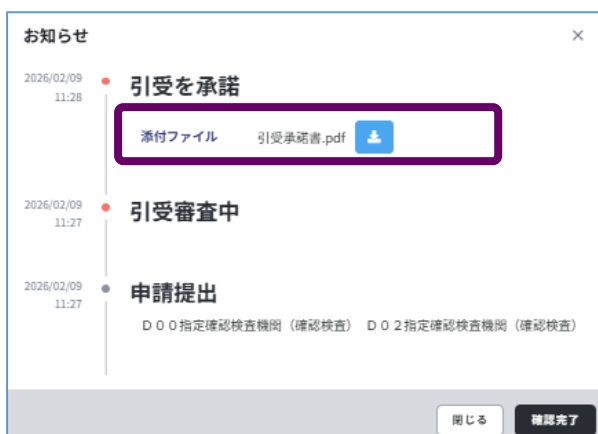 お知らせ
×
2026/02/09
11:28
引受を承諾
添付ファイル 引受承諾書.pdf
2026/02/09
11:27
引受審査中
2026/02/09
11:27
申請提出
Ｄ００指定確認検査機関（確認検査） Ｄ０２指定確認検査機関（確認検査）
閉じる 確認完了